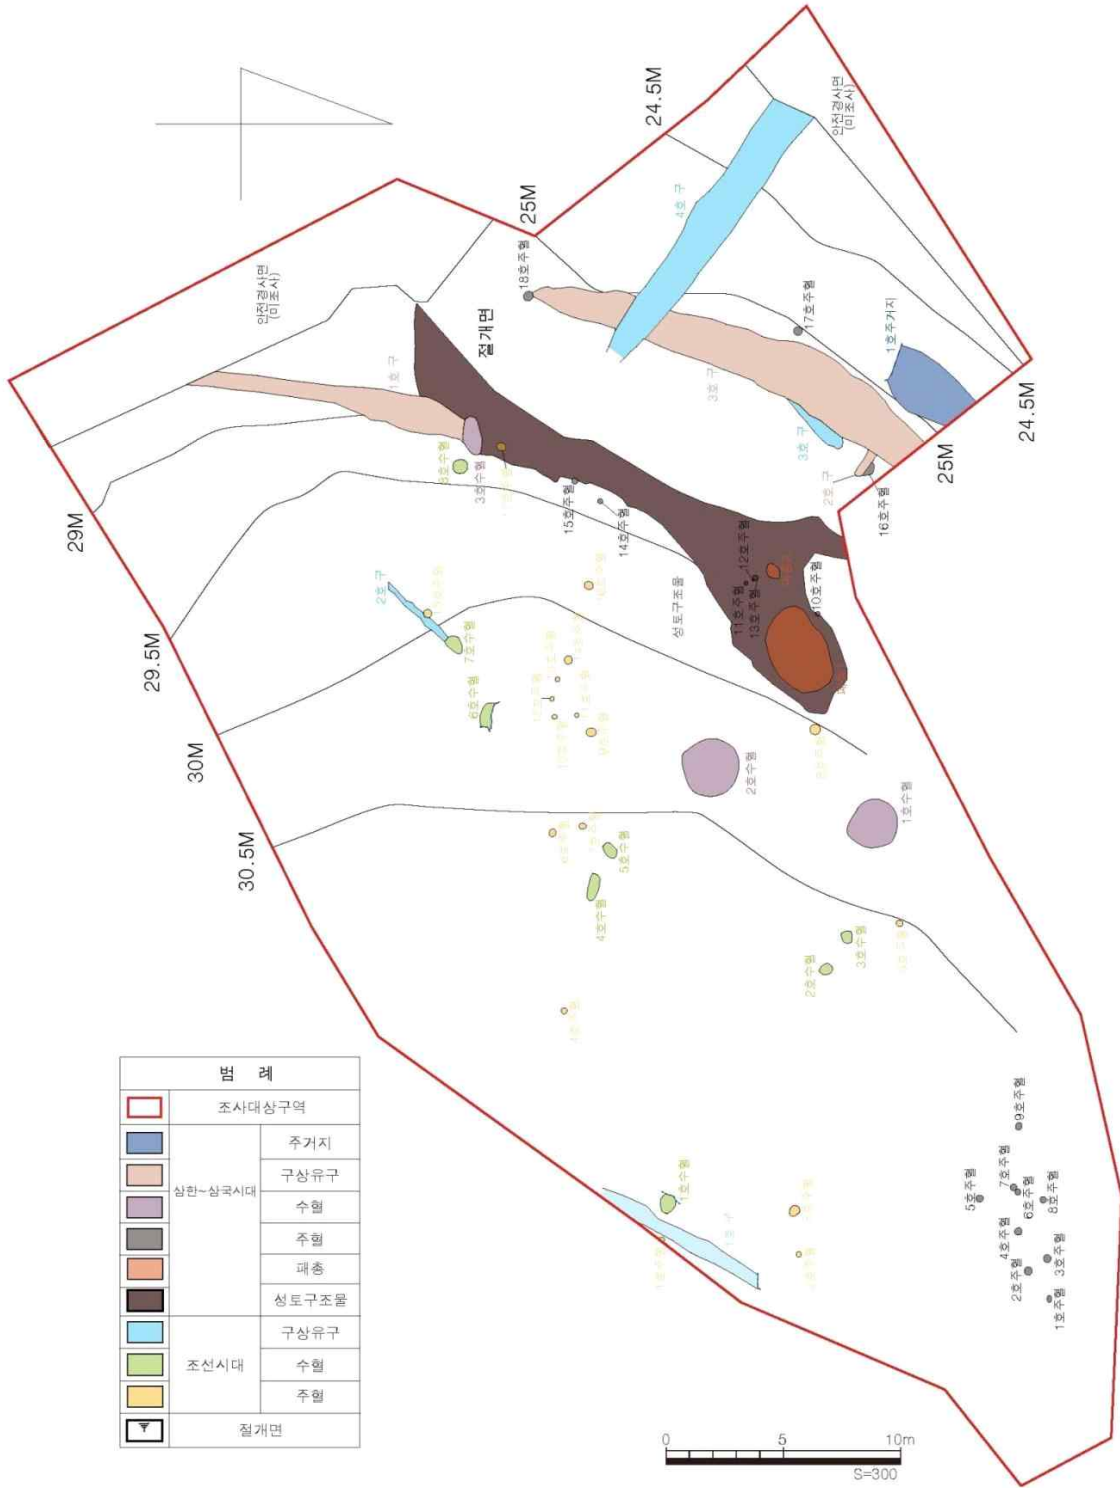 24.5M
안전경사면
(미조사)
4호 구
25M
18호주혈
안전경사면
(미조사)
절개면
17호주혈
1호주거지
1호 구
3호 구
3호 구
24.5M
25M
2호 구
16호주혈
8호수혈
3호수혈
15호주혈
14호주혈
29M
2호 구
12호주혈
11호주혈
13호주혈
10호주혈
성토구조물
29.5M
7호수혈
6호수혈
30M
2호수혈
1호수혈
30.5M
5호수혈
4호수혈
3호수혈
2호수혈
1호수혈
1호 구
9호주혈
7호주혈
5호주혈
6호주혈
8호주혈
4호주혈
2호주혈
3호주혈
1호주혈
범 례
조사대상구역
삼한~삼국시대
주거지
구상유구
수혈
주혈
패총
성토구조물
조선시대
구상유구
수혈
주혈
절개면
0 5 10m
S=300